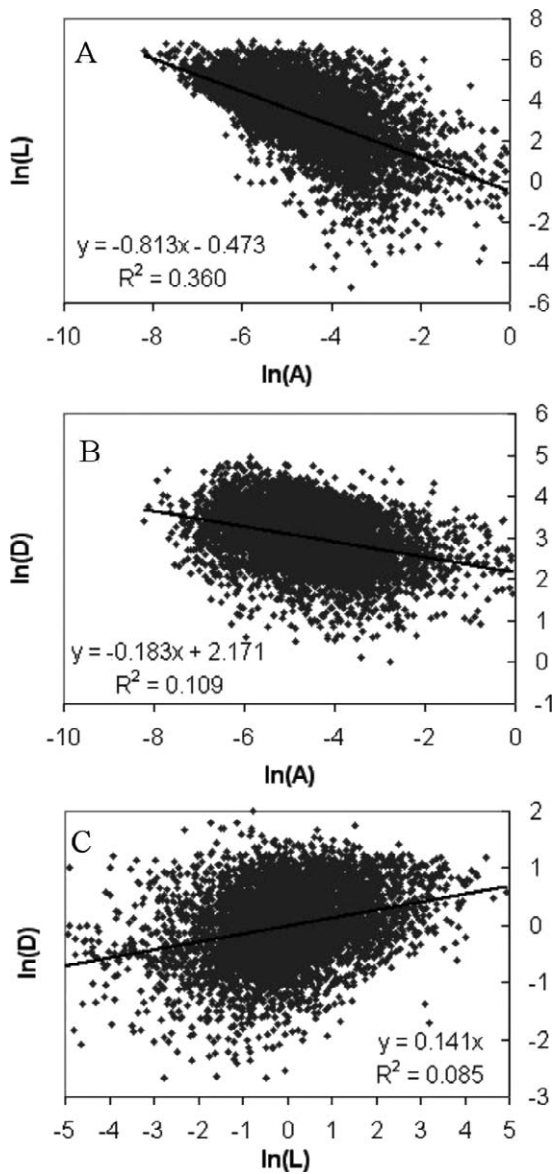 A
8
6
4
2
0
-2
-4
-6
ln(L)
y = -0.813x - 0.473
R² = 0.360
-10 -8 -6 -4 -2 0
ln(A)
B
6
5
4
3
2
1
0
-1
ln(D)
y = -0.183x + 2.171
R² = 0.109
-10 -8 -6 -4 -2 0
ln(A)
C
2
1
0
-1
-2
-3
ln(D)
y = 0.141x
R² = 0.085
-5 -4 -3 -2 -1 0 1 2 3 4 5
ln(L)